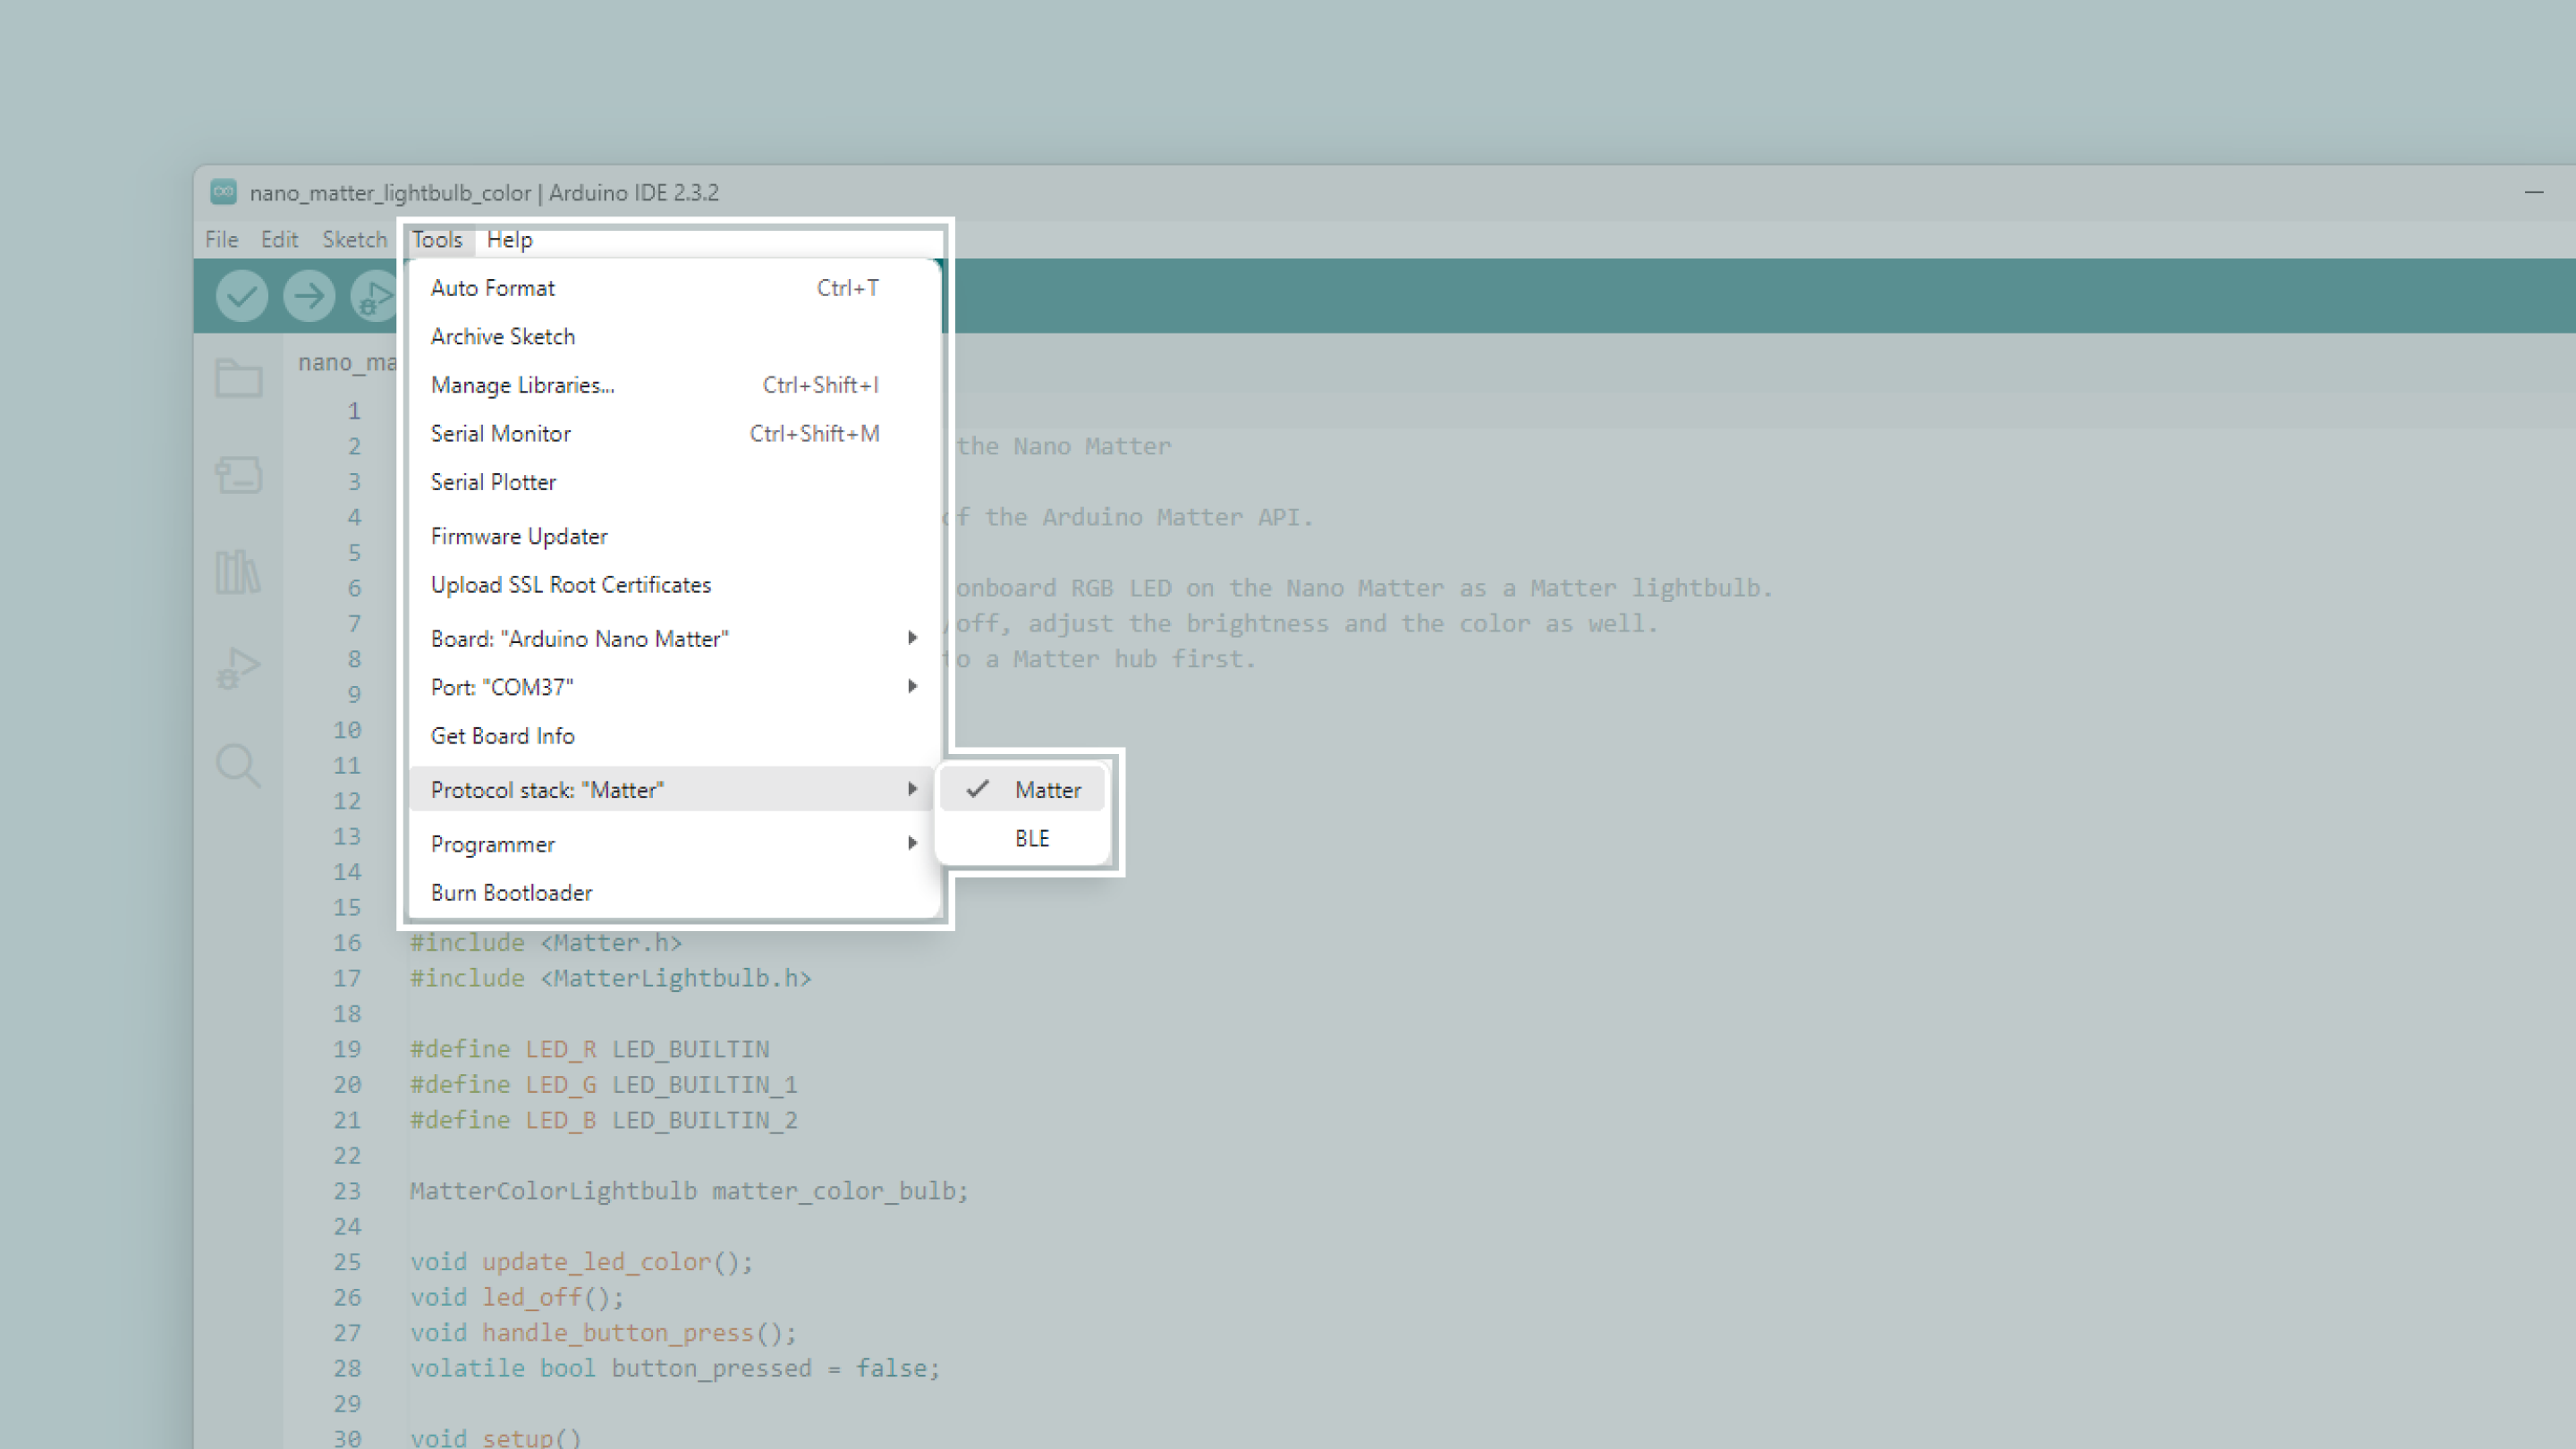 nano_matter_lightbulb_color | Arduino IDE 2.3.2
File Edit Sketch Tools Help
Auto Format Ctrl+T
Archive Sketch
Manage Libraries... Ctrl+Shift+I
Serial Monitor Ctrl+Shift+M
Serial Plotter
Firmware Updater
Upload SSL Root Certificates
Board: "Arduino Nano Matter"
Port: "COM37"
Get Board Info
Protocol stack: "Matter"
Programmer
Burn Bootloader
Matter
BLE
nano_ma
1
2 the Nano Matter
3
4 of the Arduino Matter API.
5
6 onboard RGB LED on the Nano Matter as a Matter lightbulb.
7 /off, adjust the brightness and the color as well.
8 to a Matter hub first.
9
10
11
12
13
14
15
16 #include <Matter.h>
17 #include <MatterLightbulb.h>
18
19 #define LED_R LED_BUILTIN
20 #define LED_G LED_BUILTIN_1
21 #define LED_B LED_BUILTIN_2
22
23 MatterColorLightbulb matter_color_bulb;
24
25 void update_led_color();
26 void led_off();
27 void handle_button_press();
28 volatile bool button_pressed = false;
29
30 void setup()